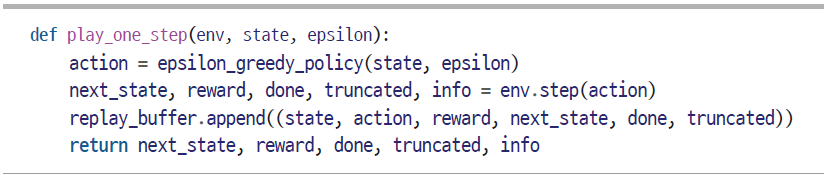 def play_one_step(env, state, epsilon):
    action = epsilon_greedy_policy(state, epsilon)
    next_state, reward, done, truncated, info = env.step(action)
    replay_buffer.append((state, action, reward, next_state, done, truncated))
    return next_state, reward, done, truncated, info